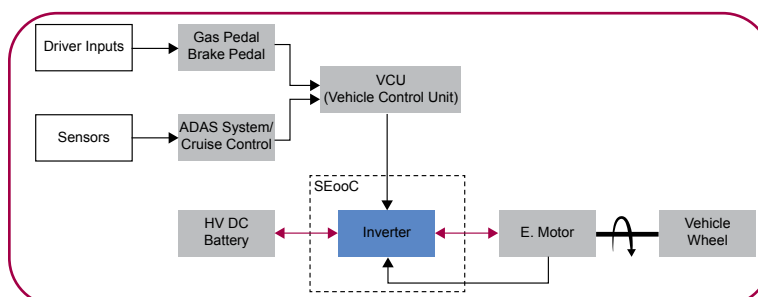 Driver Inputs
Gas Pedal
Brake Pedal
VCU
(Vehicle Control Unit)
Sensors
ADAS System/
Cruise Control
SEooC
HV DC
Battery
Inverter
E. Motor
Vehicle
Wheel